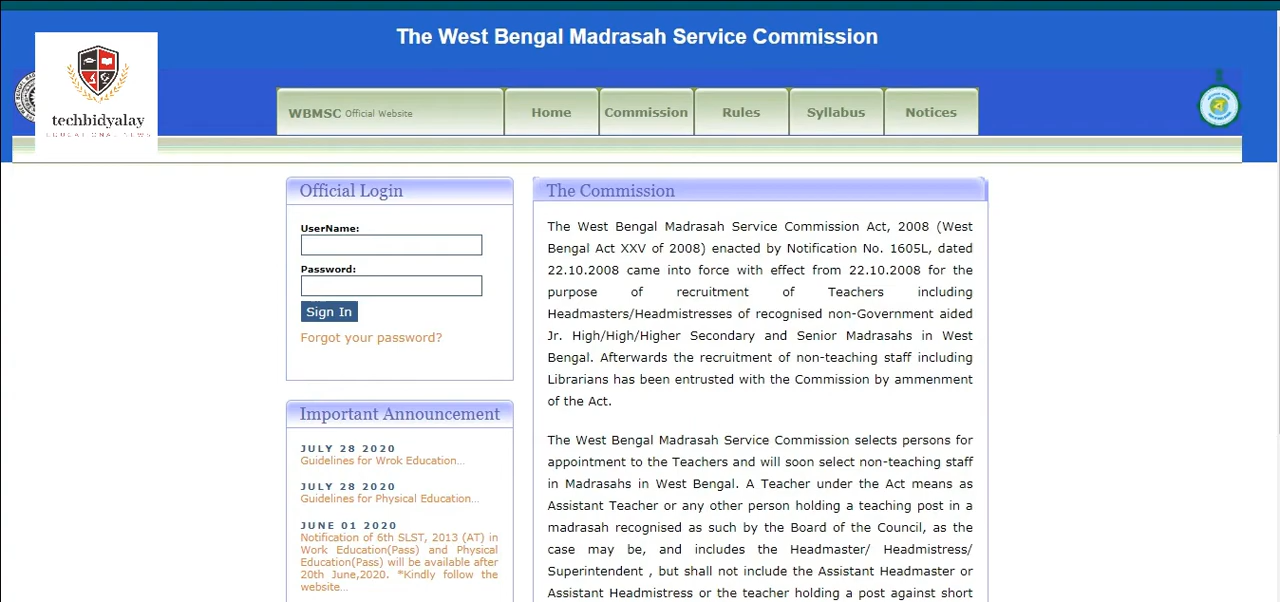 The West Bengal Madrasah Service Commission
techbidyalay
EDUCATIONAL NEWS
WBMSC Official Website
Home
Commission
Rules
Syllabus
Notices
Official Login
UserName:
Password:
Sign In
Forgot your password?
Important Announcement
JULY 28 2020
Guidelines for Wrok Education...
JULY 28 2020
Guidelines for Physical Education...
JUNE 01 2020
Notification of 6th SLST, 2013 (AT) in
Work Education(Pass) and Physical
Education(Pass) will be available after
20th June,2020. *Kindly follow the
website...
The Commission
The West Bengal Madrasah Service Commission Act, 2008 (West
Bengal Act XXV of 2008) enacted by Notification No. 1605L, dated
22.10.2008 came into force with effect from 22.10.2008 for the
purpose of recruitment of Teachers including
Headmasters/Headmistresses of recognised non-Government aided
Jr. High/High/Higher Secondary and Senior Madrasahs in West
Bengal. Afterwards the recruitment of non-teaching staff including
Librarians has been entrusted with the Commission by ammenment
of the Act.
The West Bengal Madrasah Service Commission selects persons for
appointment to the Teachers and will soon select non-teaching staff
in Madrasahs in West Bengal. A Teacher under the Act means as
Assistant Teacher or any other person holding a teaching post in a
madrasah recognised as such by the Board of the Council, as the
case may be, and includes the Headmaster/ Headmistress/
Superintendent , but shall not include the Assistant Headmaster or
Assistant Headmistress or the teacher holding a post against short